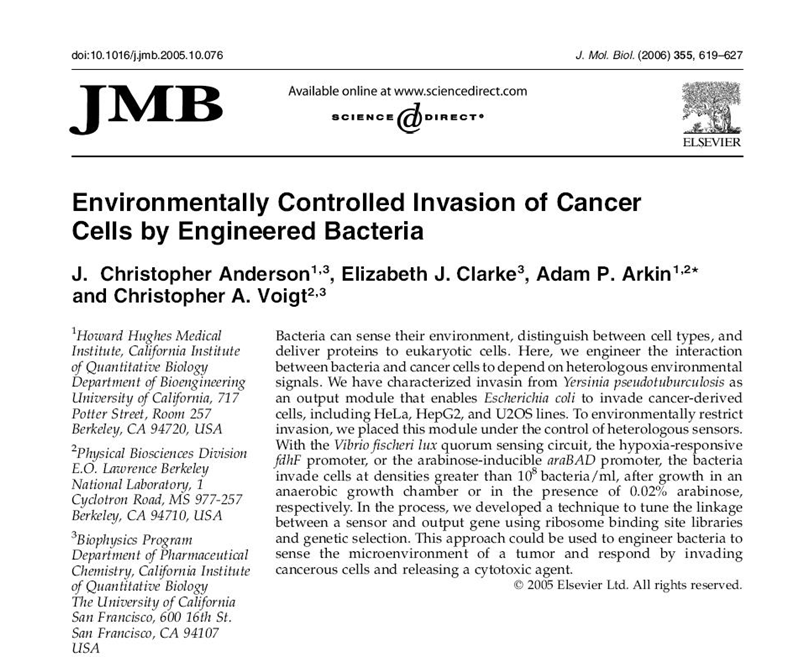 doi:10.1016/j.jmb.2005.10.076
J. Mol. Biol. (2006) 355, 619–627
JMB
Available online at www.sciencedirect.com
SCIENCE @ DIRECT®
ELSEVIER
Environmentally Controlled Invasion of Cancer
Cells by Engineered Bacteria
J. Christopher Anderson1,3, Elizabeth J. Clarke3, Adam P. Arkin1,2*
and Christopher A. Voigt2,3
1Howard Hughes Medical
Institute, California Institute
of Quantitative Biology
Department of Bioengineering
University of California, 717
Potter Street, Room 257
Berkeley, CA 94720, USA
2Physical Biosciences Division
E.O. Lawrence Berkeley
National Laboratory, 1
Cyclotron Road, MS 977-257
Berkeley, CA 94710, USA
3Biophysics Program
Department of Pharmaceutical
Chemistry, California Institute
of Quantitative Biology
The University of California
San Francisco, 600 16th St.
San Francisco, CA 94107
USA
Bacteria can sense their environment, distinguish between cell types, and
deliver proteins to eukaryotic cells. Here, we engineer the interaction
between bacteria and cancer cells to depend on heterologous environmental
signals. We have characterized invasin from Yersinia pseudotuburculosis as
an output module that enables Escherichia coli to invade cancer-derived
cells, including HeLa, HepG2, and U2OS lines. To environmentally restrict
invasion, we placed this module under the control of heterologous sensors.
With the Vibrio fischeri lux quorum sensing circuit, the hypoxia-responsive
fdhF promoter, or the arabinose-inducible araBAD promoter, the bacteria
invade cells at densities greater than 10^8 bacteria/ml, after growth in an
anaerobic growth chamber or in the presence of 0.02% arabinose,
respectively. In the process, we developed a technique to tune the linkage
between a sensor and output gene using ribosome binding site libraries
and genetic selection. This approach could be used to engineer bacteria to
sense the microenvironment of a tumor and respond by invading
cancerous cells and releasing a cytotoxic agent.
© 2005 Elsevier Ltd. All rights reserved.